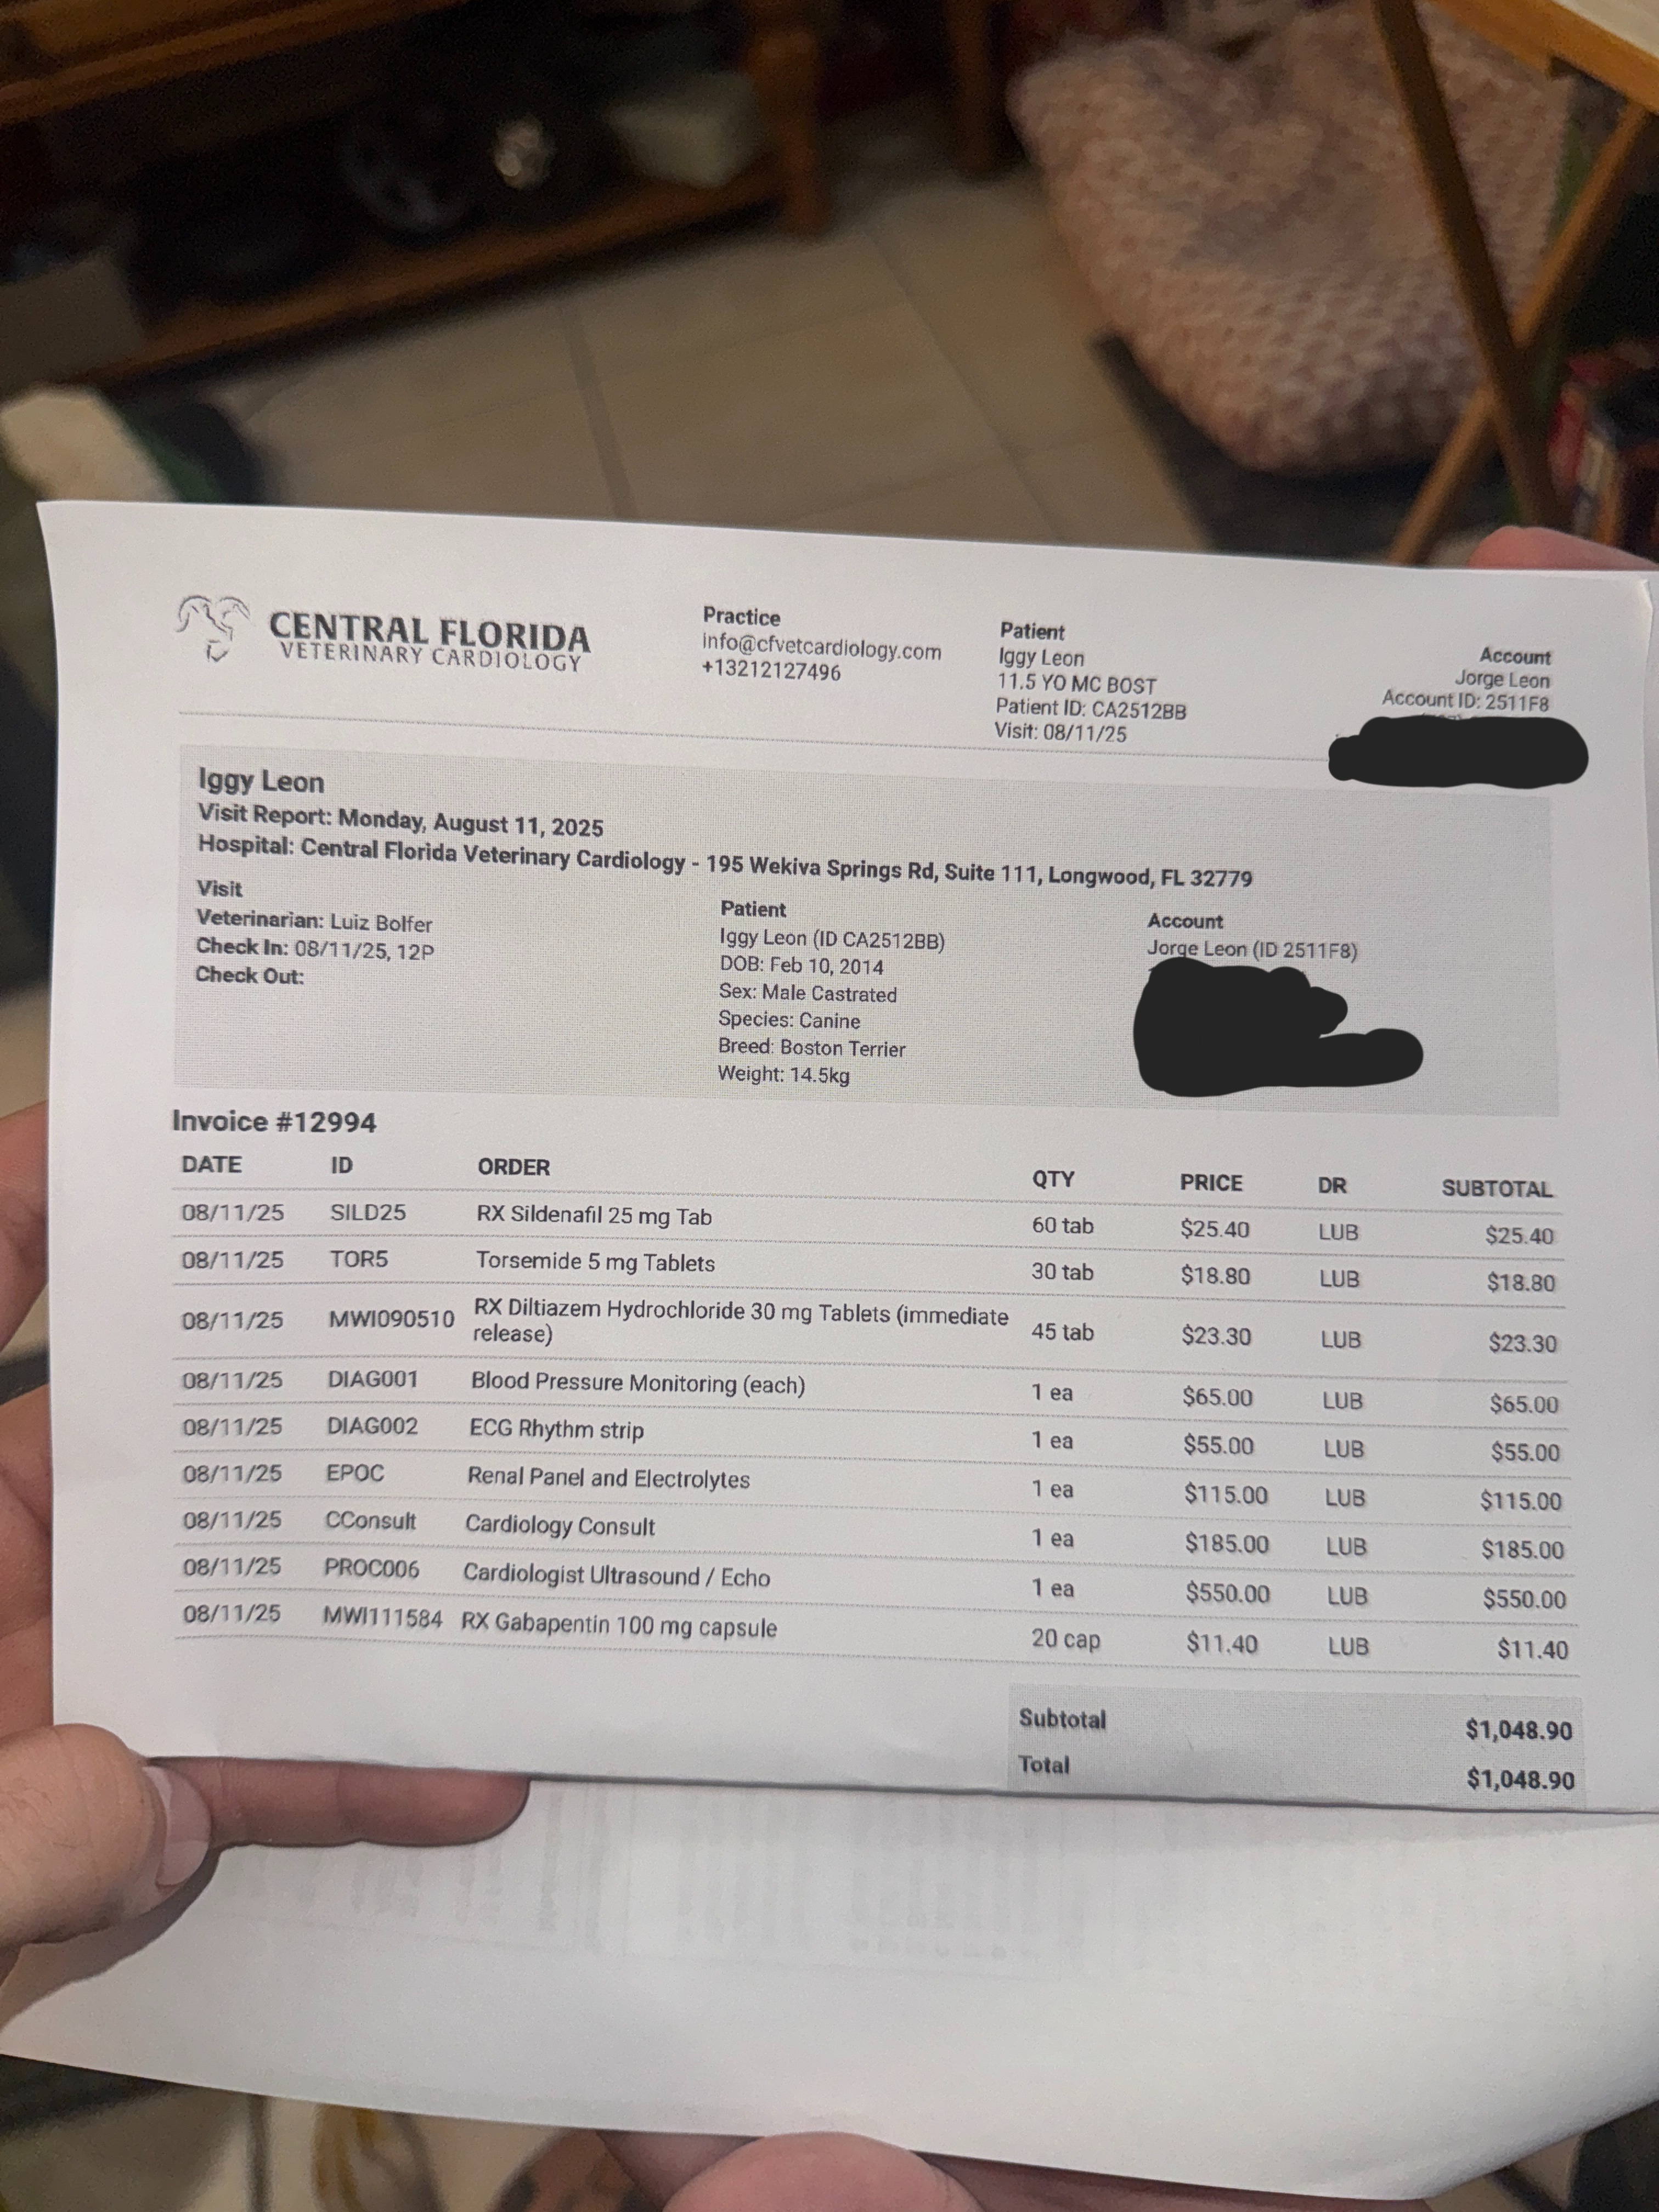 CENTRAL FLORIDA
VETERINARY CARDIOLOGY
Practice
info@cfvetcardiology.com
+13212127496
Patient
Iggy Leon
11.5 YO MC BOST
Patient ID: CA2512BB
Visit: 08/11/25
Account
Jorge Leon
Account ID: 2511F8
Iggy Leon
Visit Report: Monday, August 11, 2025
Hospital: Central Florida Veterinary Cardiology - 195 Wekiva Springs Rd, Suite 111, Longwood, FL 32779
Visit
Veterinarian: Luiz Bolfer
Check In: 08/11/25, 12P
Check Out:
Patient
Iggy Leon (ID CA2512BB)
DOB: Feb 10, 2014
Sex: Male Castrated
Species: Canine
Breed: Boston Terrier
Weight: 14.5kg
Account
Jorge Leon (ID 2511F8)
Invoice #12994
DATE ID ORDER QTY PRICE DR SUBTOTAL
08/11/25 SILD25 RX Sildenafil 25 mg Tab 60 tab $25.40 LUB $25.40
08/11/25 TOR5 Torsemide 5 mg Tablets 30 tab $18.80 LUB $18.80
08/11/25 MWI090510 RX Diltiazem Hydrochloride 30 mg Tablets (immediate
release) 45 tab $23.30 LUB $23.30
08/11/25 DIAG001 Blood Pressure Monitoring (each) 1 ea $65.00 LUB $65.00
08/11/25 DIAG002 ECG Rhythm strip 1 ea $55.00 LUB $55.00
08/11/25 EPOC Renal Panel and Electrolytes 1 ea $115.00 LUB $115.00
08/11/25 CConsult Cardiology Consult 1 ea $185.00 LUB $185.00
08/11/25 PROC006 Cardiologist Ultrasound / Echo 1 ea $550.00 LUB $550.00
08/11/25 MWI111584 RX Gabapentin 100 mg capsule 20 cap $11.40 LUB $11.40
Subtotal $1,048.90
Total $1,048.90